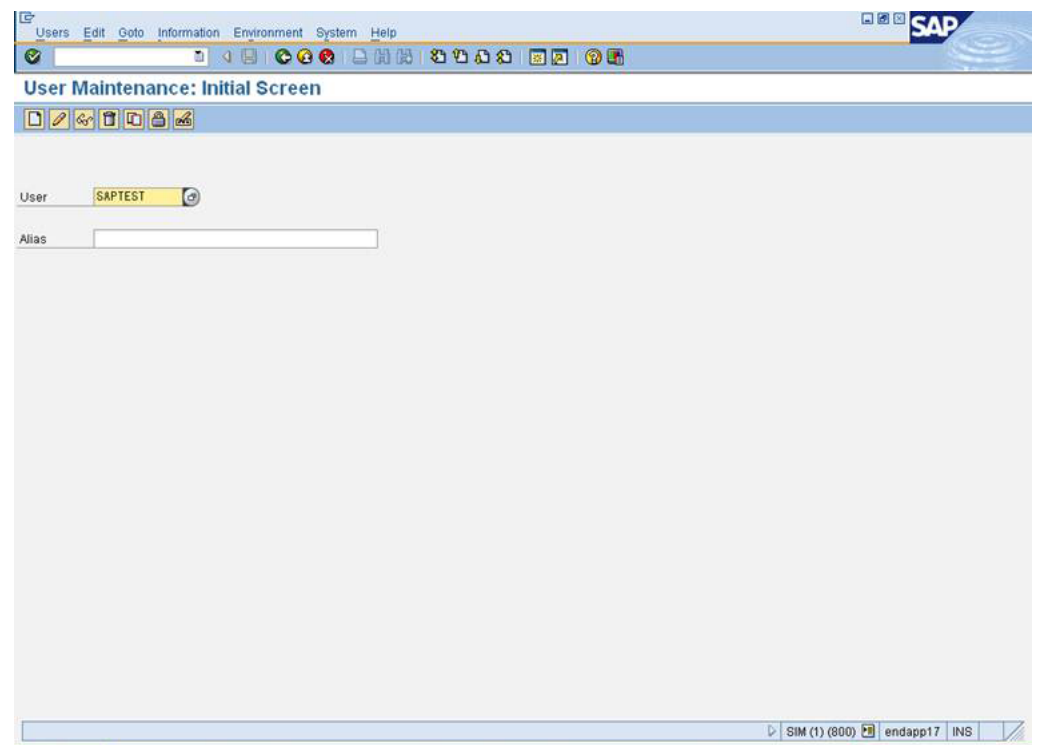 Users Edit Goto Information Environment System Help
SAP
User Maintenance: Initial Screen
User SAPTEST
Alias
SIM (1) (800) endapp17 INS